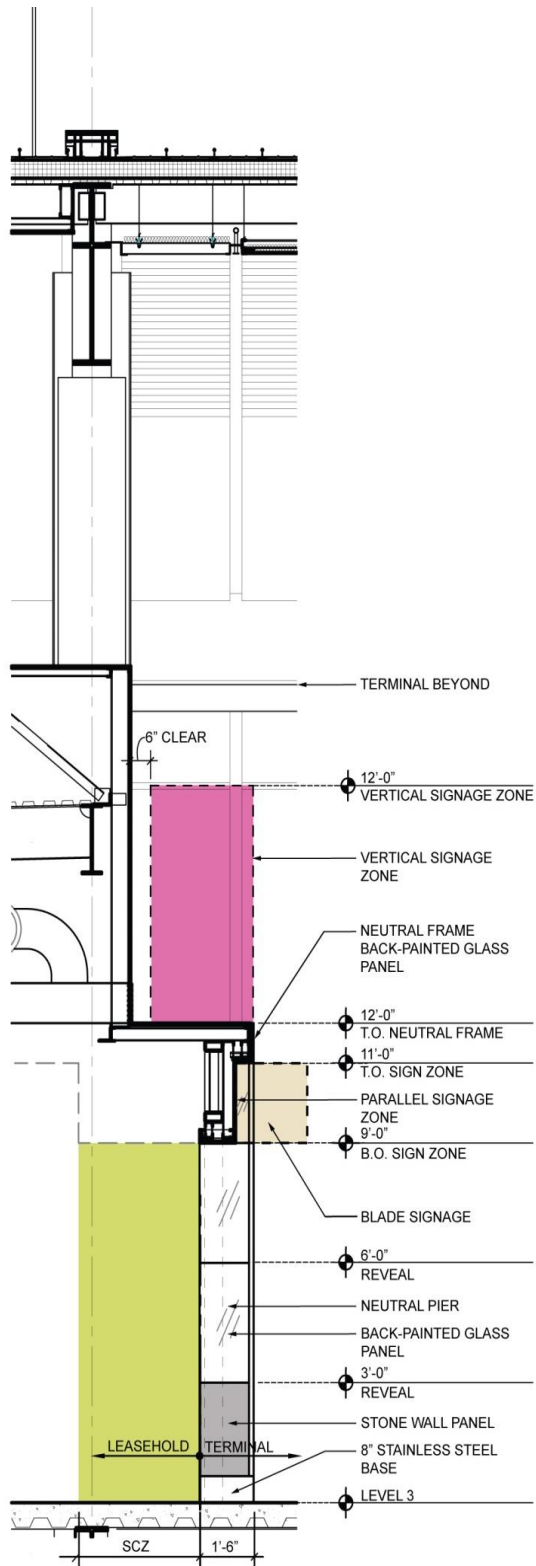 TERMINAL BEYOND
6" CLEAR
12'-0"
VERTICAL SIGNAGE ZONE
VERTICAL SIGNAGE
ZONE
NEUTRAL FRAME
BACK-PAINTED GLASS
PANEL
12'-0"
T.O. NEUTRAL FRAME
11'-0"
T.O. SIGN ZONE
PARALLEL SIGNAGE
ZONE
9'-0"
B.O. SIGN ZONE
BLADE SIGNAGE
6'-0"
REVEAL
NEUTRAL PIER
BACK-PAINTED GLASS
PANEL
3'-0"
REVEAL
STONE WALL PANEL
LEASEHOLD TERMINAL
8" STAINLESS STEEL
BASE
LEVEL 3
SCZ 1'-6"